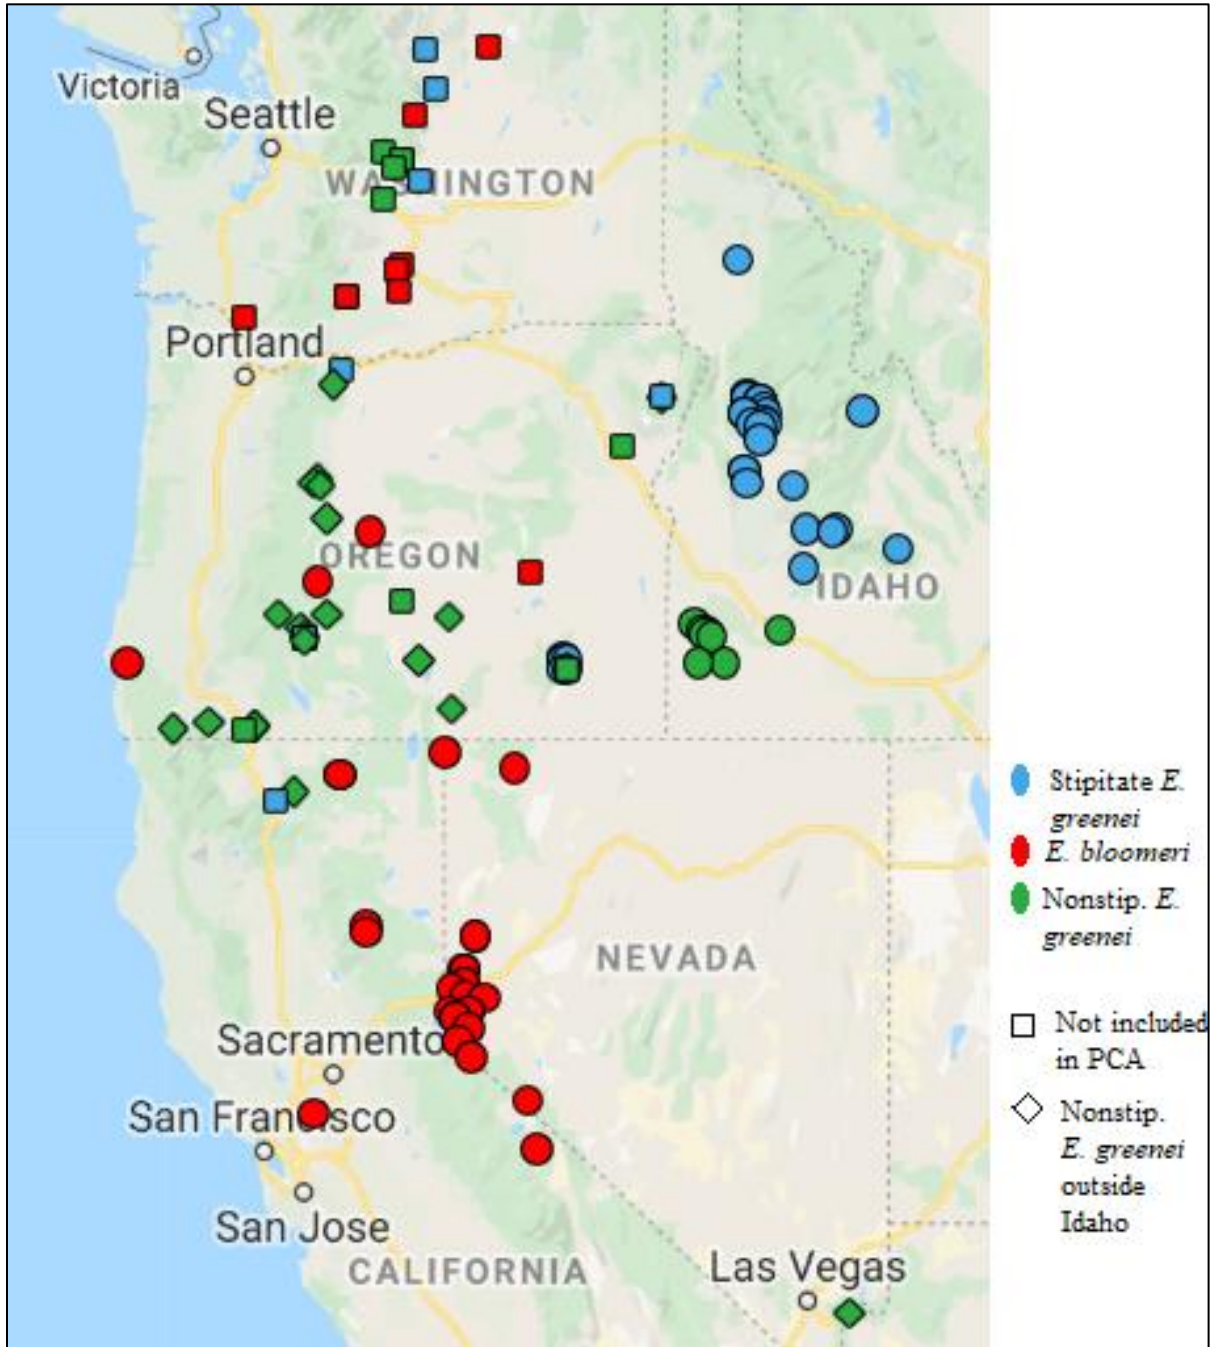 Victoria
Seattle
WASHINGTON
Portland
OREGON
IDAHO
NEVADA
Sacramento
San Francisco
San Jose
CALIFORNIA
Las Vegas
Stipitate E.
greenei
E. bloomeri
Nonstip. E.
greenei
Not included
in PCA
Nonstip.
E. greenei
outside
Idaho